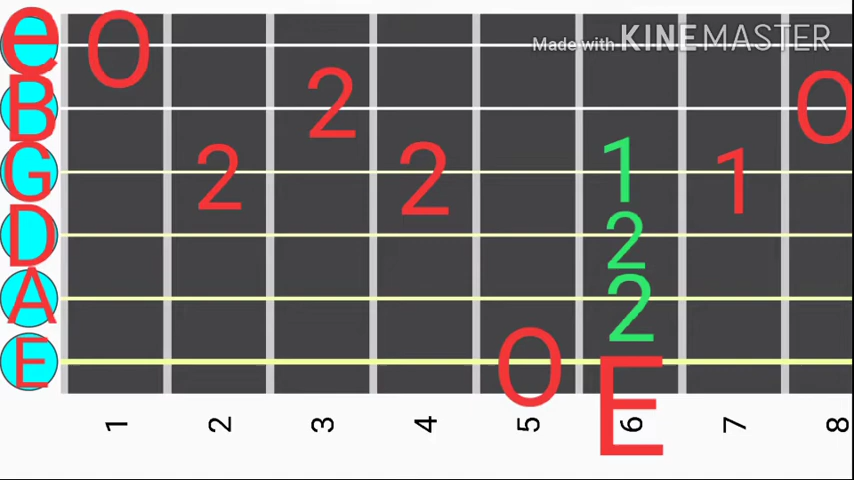 e 0 Made with KINEMASTER
B 2 0
G 2 2 1 1
D 2
A 2
E 0 E
1 2 3 4 5 6 7 8